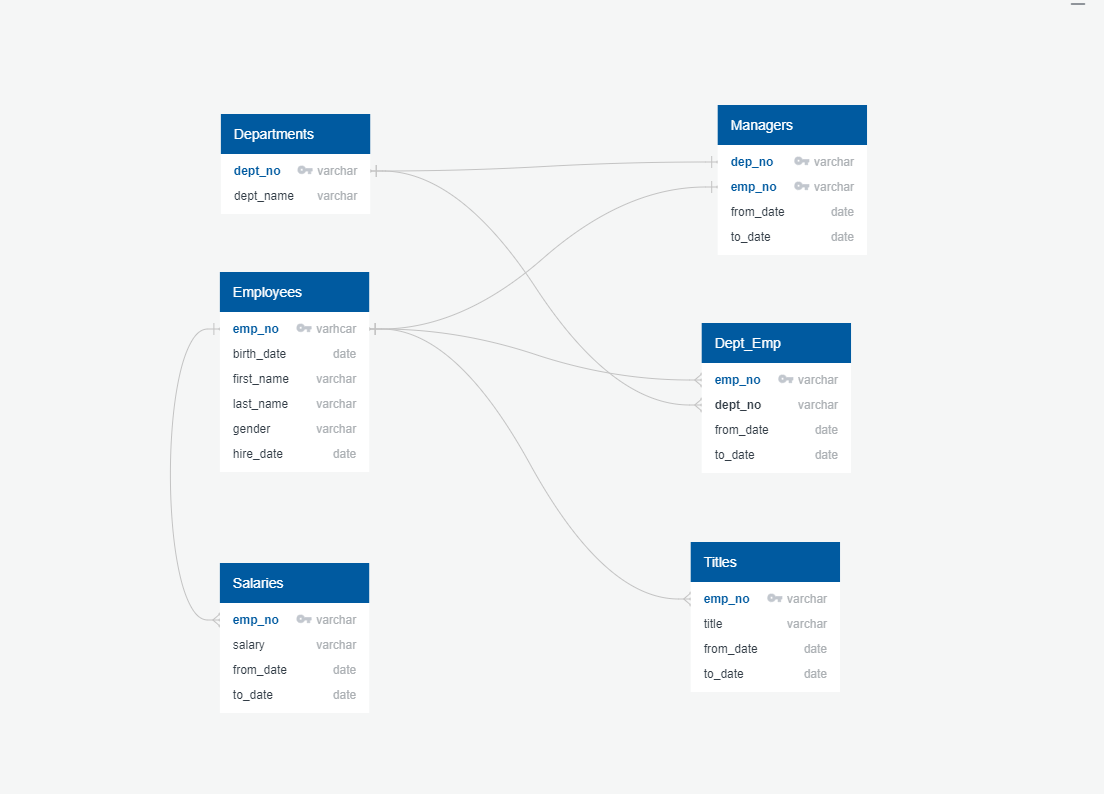 Departments
dept_no varchar
dept_name varchar
Employees
emp_no varhcar
birth_date date
first_name varchar
last_name varchar
gender varchar
hire_date date
Salaries
emp_no varchar
salary varchar
from_date date
to_date date
Managers
dep_no varchar
emp_no varchar
from_date date
to_date date
Dept_Emp
emp_no varchar
dept_no varchar
from_date date
to_date date
Titles
emp_no varchar
title varchar
from_date date
to_date date